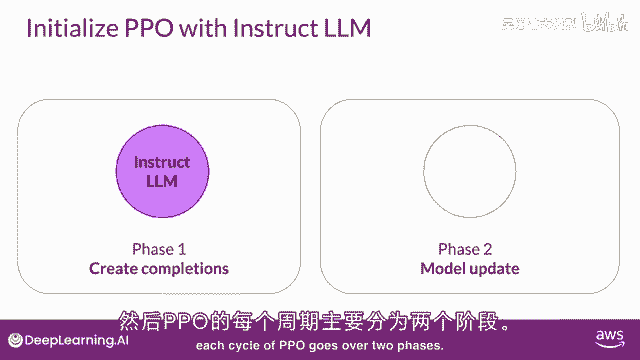 Initialize PPO with Instruct LLM
Instruct
LLM
Phase 1
Create completions
Phase 2
Model update
然后PPO的每个周期主要分为两个阶段。
each cycle of PPO goes over two phases.
DeepLearning.AI
aws